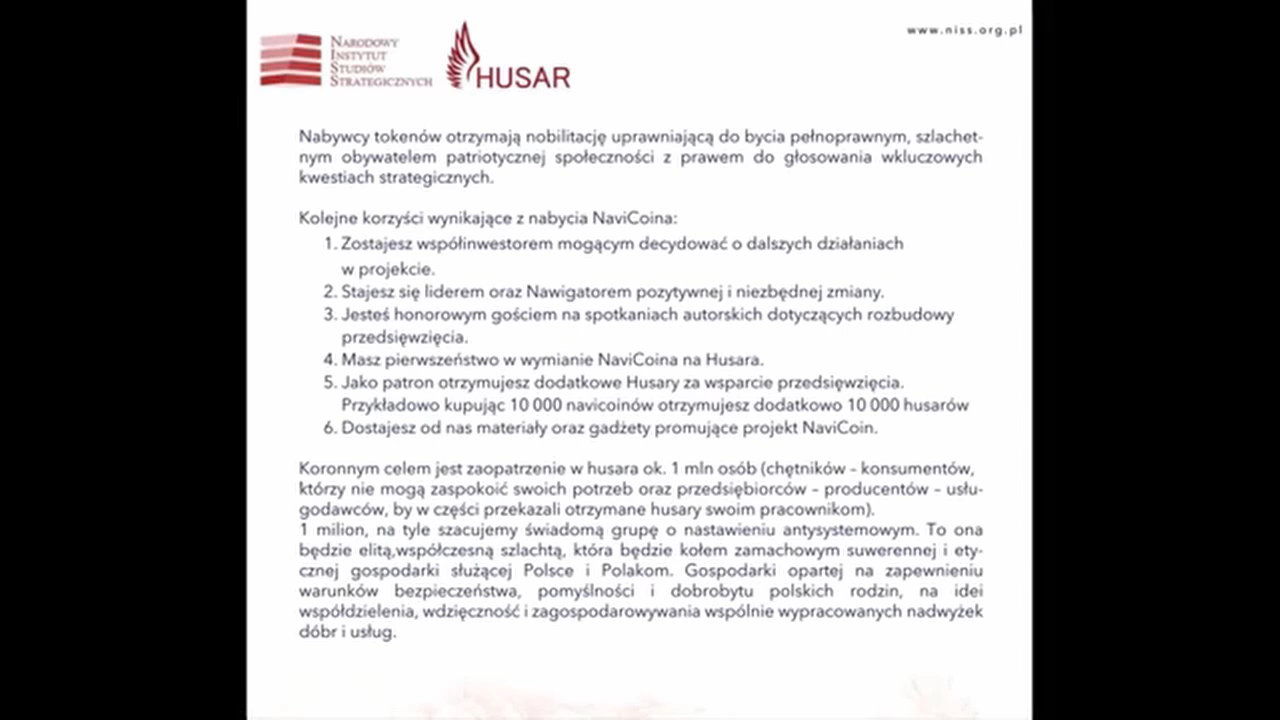 NARODOWY
INSTYTUT
STUDIÓW
STRATEGICZNYCH
HUSAR
www.niss.org.pl
Nabywcy tokenów otrzymają nobilitację uprawniającą do bycia pełnoprawnym, szlachet-
nym obywatelem patriotycznej społeczności z prawem do głosowania wkluczowych
kwestiach strategicznych.
Kolejne korzyści wynikające z nabycia NaviCoina:
1. Zostajesz współinwestorem mogącym decydować o dalszych działaniach
w projekcie.
2. Stajesz się liderem oraz Nawigatorem pozytywnej i niezbędnej zmiany.
3. Jesteś honorowym gościem na spotkaniach autorskich dotyczących rozbudowy
przedsięwzięcia.
4. Masz pierwszeństwo w wymianie NaviCoina na Husara.
5. Jako patron otrzymujesz dodatkowe Husary za wsparcie przedsięwzięcia.
Przykładowo kupując 10 000 navicoinów otrzymujesz dodatkowo 10 000 husarów
6. Dostajesz od nas materiały oraz gadżety promujące projekt NaviCoin.
Koronnym celem jest zaopatrzenie w husara ok. 1 mln osób (chętników – konsumentów,
którzy nie mogą zaspokoić swoich potrzeb oraz przedsiębiorców – producentów – usłu-
godawców, by w części przekazali otrzymane husary swoim pracownikom).
1 milion, na tyle szacujemy świadomą grupę o nastawieniu antysystemowym. To ona
będzie elitą,współczesną szlachtą, która będzie kołem zamachowym suwerennej i ety-
cznej gospodarki służącej Polsce i Polakom. Gospodarki opartej na zapewnieniu
warunków bezpieczeństwa, pomyślności i dobrobytu polskich rodzin, na idei
współdzielenia, wdzięczność i zagospodarowywania wspólnie wypracowanych nadwyżek
dóbr i usług.